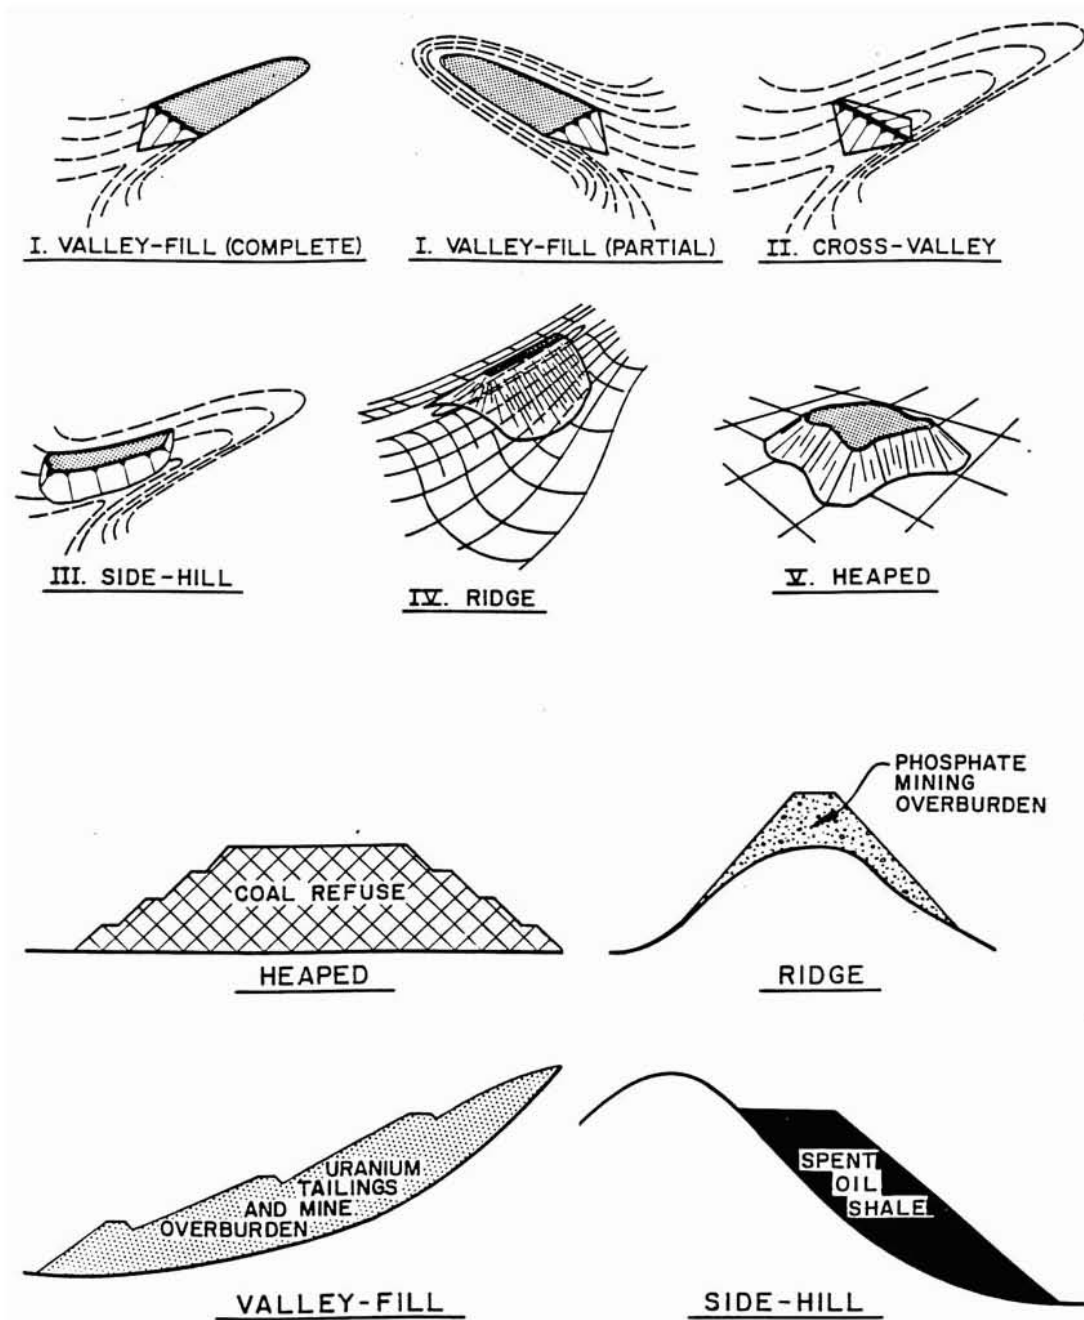 I. VALLEY-FILL (COMPLETE)
I. VALLEY-FILL (PARTIAL)
II. CROSS-VALLEY
III. SIDE-HILL
IV. RIDGE
V. HEAPED
PHOSPHATE
MINING
OVERBURDEN
COAL REFUSE
HEAPED
RIDGE
URANIUM
TAILINGS
AND MINE
OVERBURDEN
SPENT
OIL
SHALE
VALLEY-FILL
SIDE-HILL